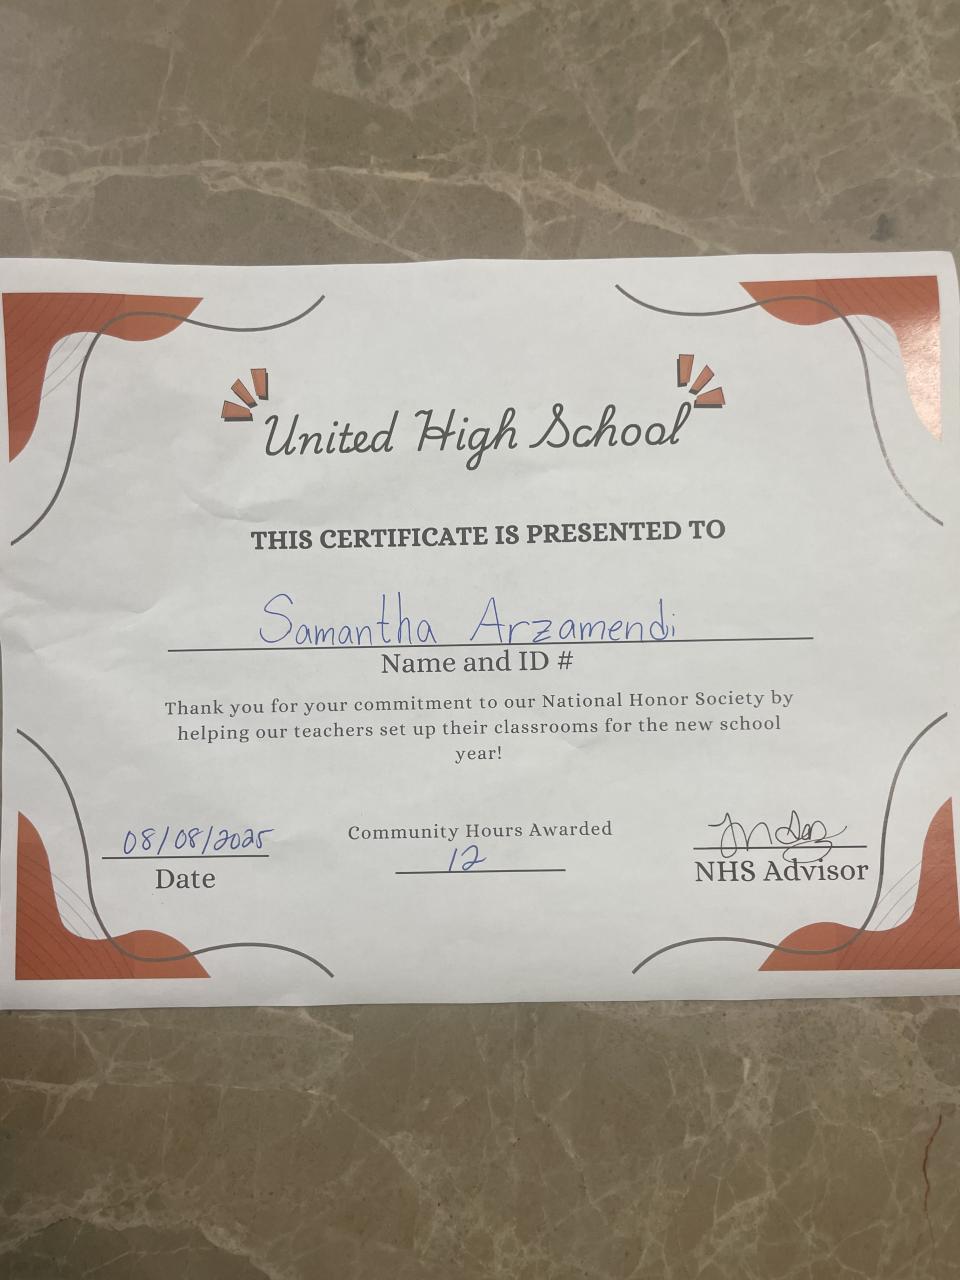 United High School
THIS CERTIFICATE IS PRESENTED TO
Samantha Arzamendi
Name and ID #
Thank you for your commitment to our National Honor Society by
helping our teachers set up their classrooms for the new school
year!
08/08/2025
Date
Community Hours Awarded
12
NHS Advisor